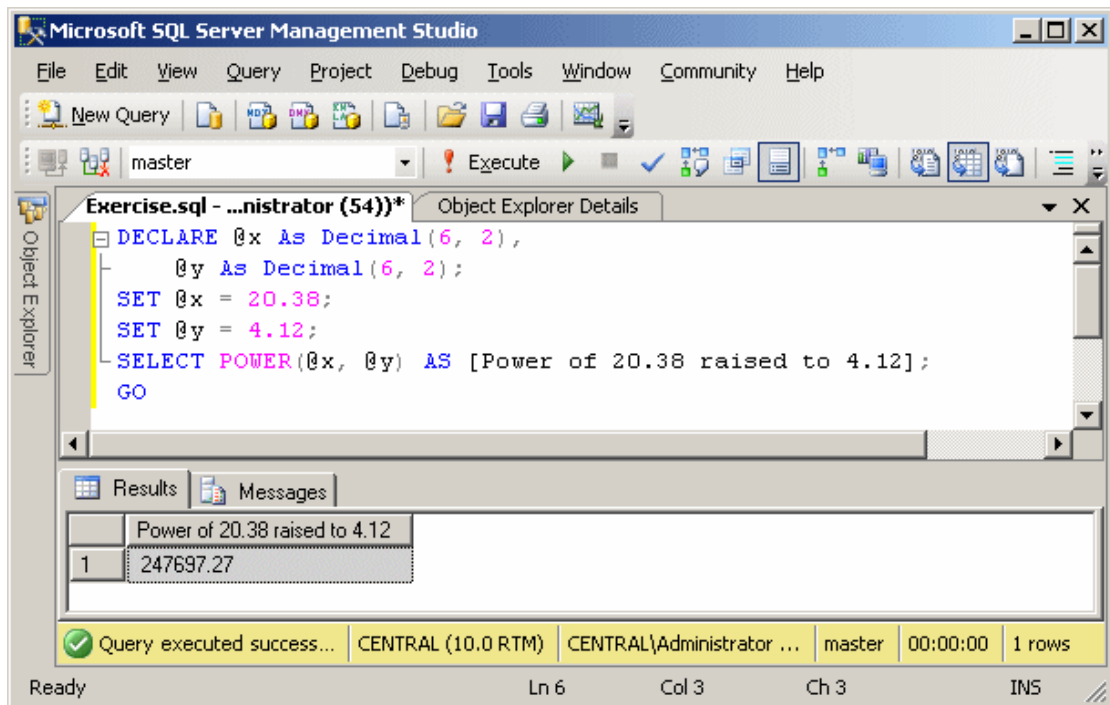 Microsoft SQL Server Management Studio
File Edit View Query Project Debug Tools Window Community Help
New Query
master Execute
Exercise.sql - ...nistrator (54))* Object Explorer Details
Object Explorer
DECLARE @x As Decimal(6, 2),
@y As Decimal(6, 2);
SET @x = 20.38;
SET @y = 4.12;
SELECT POWER(@x, @y) AS [Power of 20.38 raised to 4.12];
GO
Results Messages
Power of 20.38 raised to 4.12
1 247697.27
Query executed success... CENTRAL (10.0 RTM) CENTRAL\Administrator ... master 00:00:00 1 rows
Ready Ln 6 Col 3 Ch 3 INS